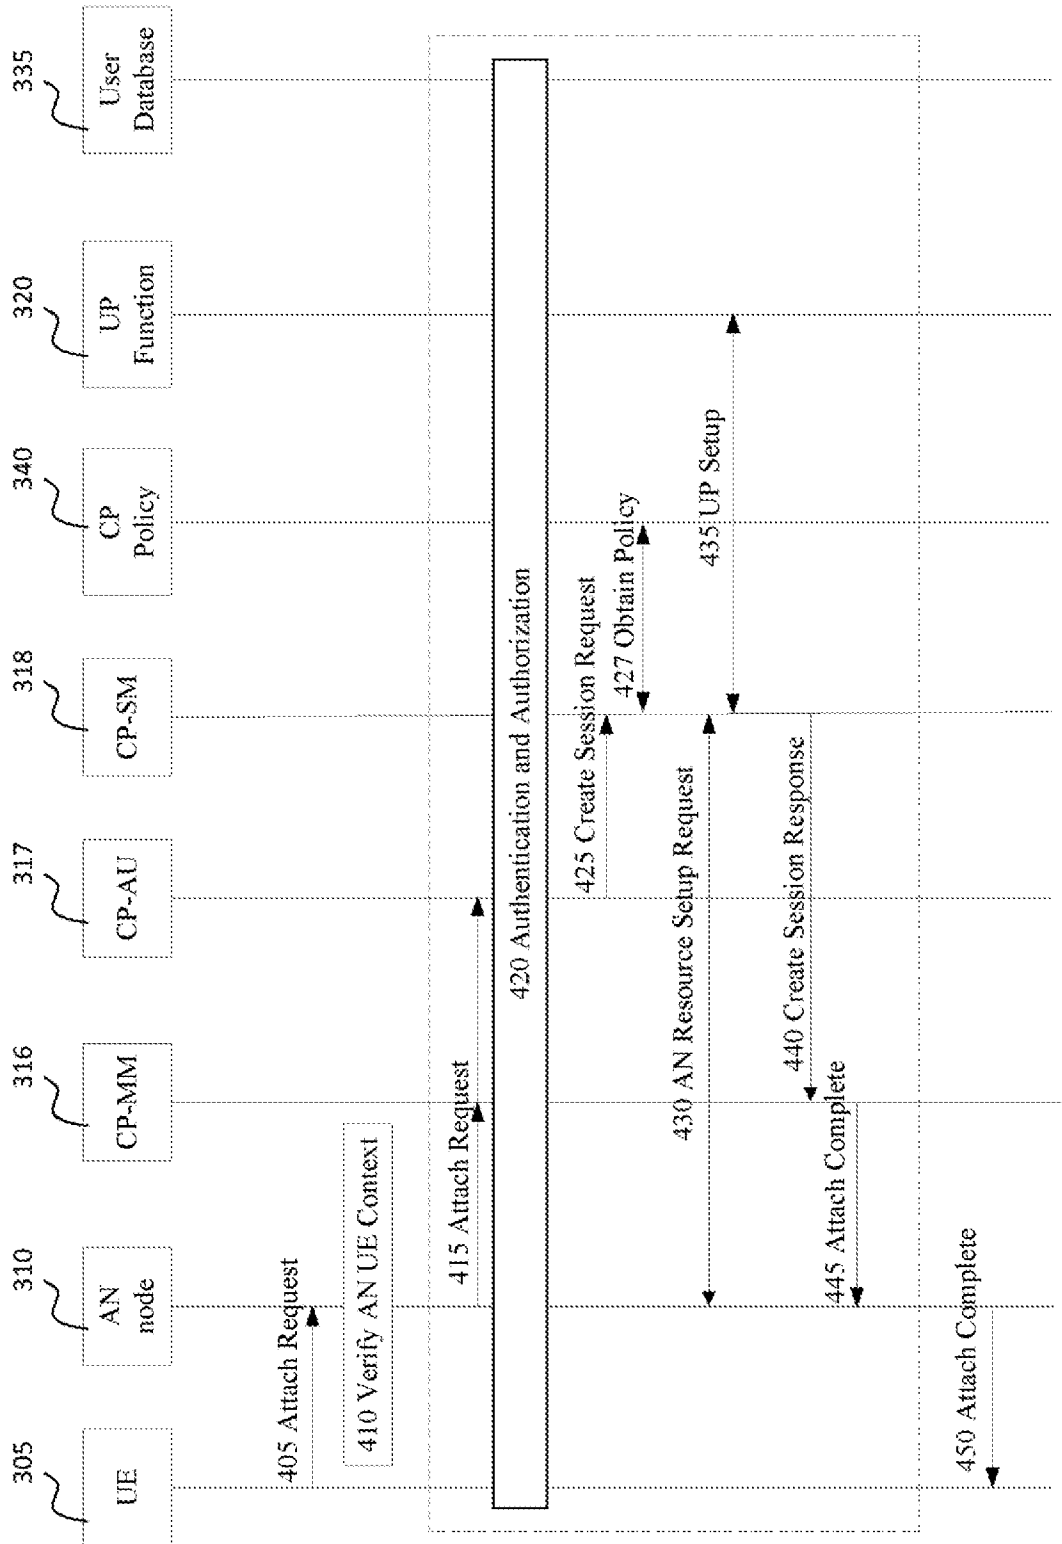 305
310
316
317
318
340
320
335
UE
AN
node
CP-MM
CP-AU
CP-SM
CP
Policy
UP
Function
User
Database
405 Attach Request
410 Verify AN UE Context
415 Attach Request
420 Authentication and Authorization
425 Create Session Request
427 Obtain Policy
430 AN Resource Setup Request
435 UP Setup
440 Create Session Response
445 Attach Complete
450 Attach Complete